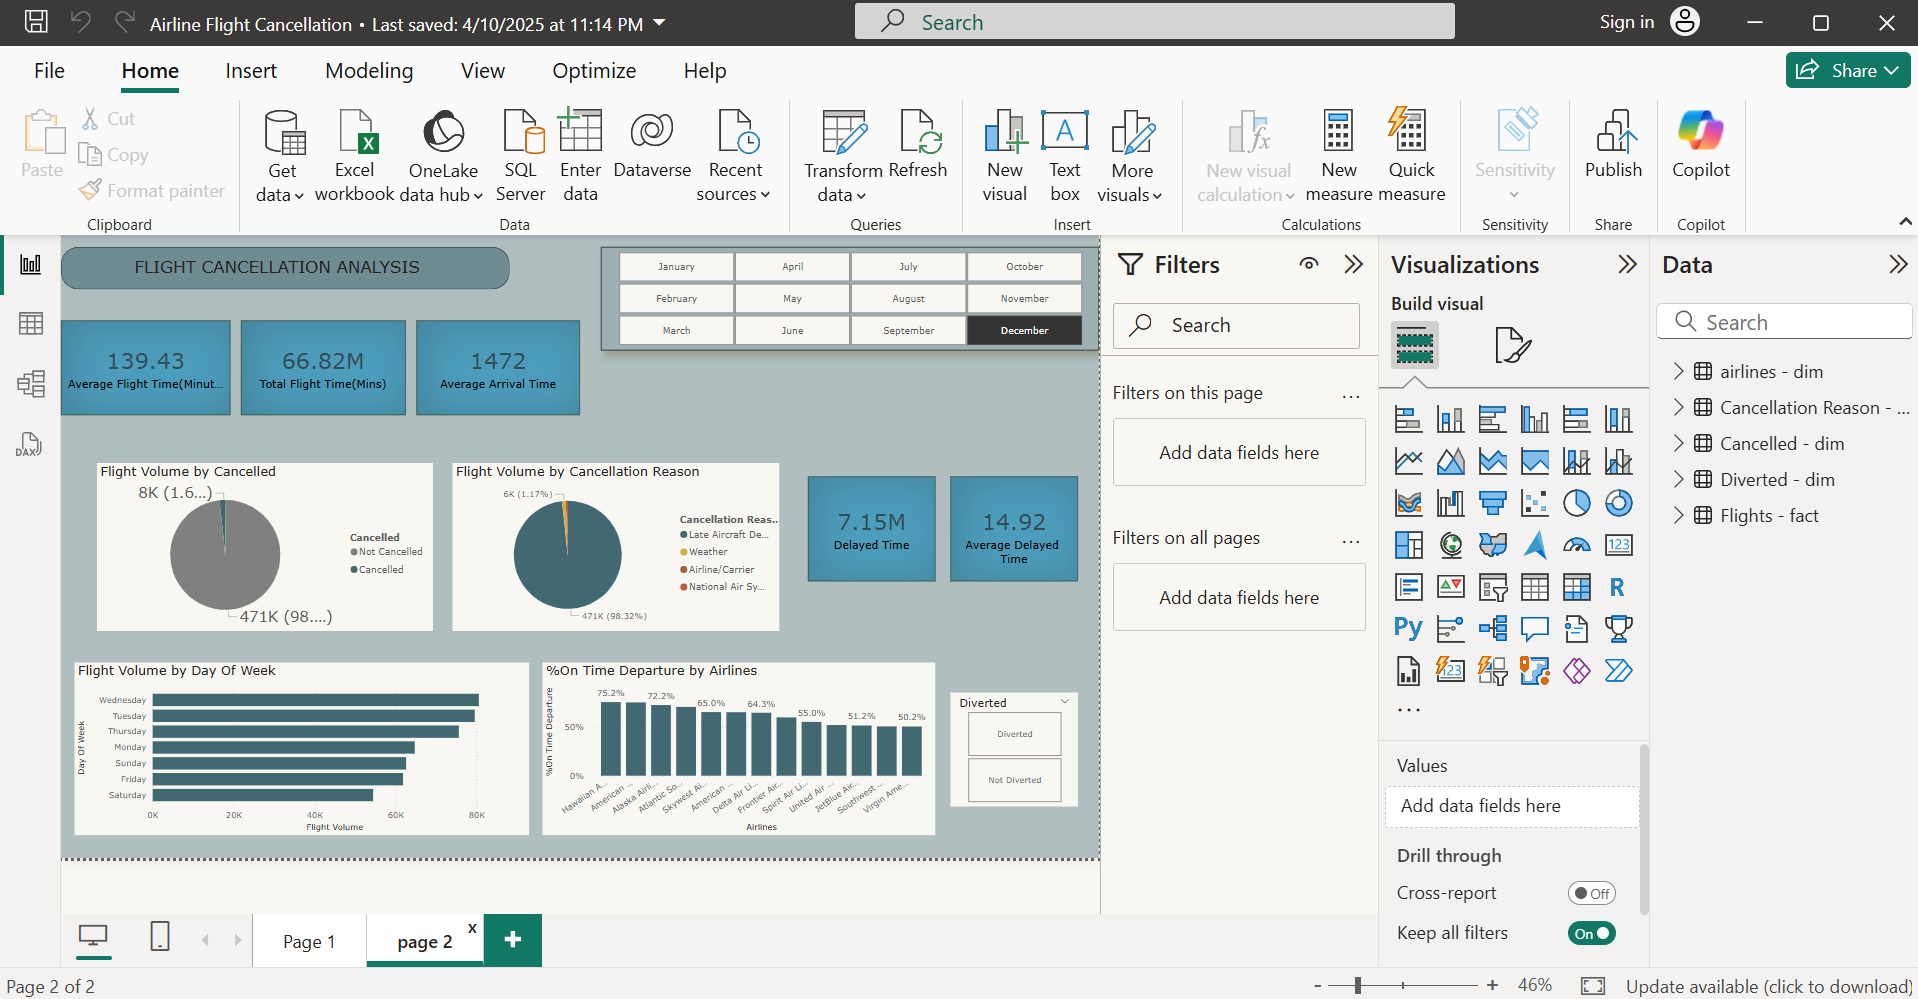 Airline Flight Cancellation • Last saved: 4/10/2025 at 11:14 PM
Search
Sign in
File
Home
Insert
Modeling
View
Optimize
Help
Share
Paste
Cut
Copy
Format painter
Clipboard
Get data
Excel workbook
OneLake data hub
SQL Server
Enter data
Dataverse
Recent sources
Data
Transform data
Refresh
Queries
New visual
Text box
More visuals
Insert
New visual calculation
New measure
Quick measure
Calculations
Sensitivity
Sensitivity
Publish
Share
Copilot
Copilot
FLIGHT CANCELLATION ANALYSIS
January
April
July
October
February
May
August
November
March
June
September
December
139.43
Average Flight Time(Minut...
66.82M
Total Flight Time(Mins)
1472
Average Arrival Time
Flight Volume by Cancelled
8K (1.6...)
471K (98....)
Cancelled
Not Cancelled
Cancelled
Flight Volume by Cancellation Reason
6K (1.17%)
471K (98.32%)
Cancellation Reas...
Late Aircraft De...
Weather
Airline/Carrier
National Air Sy...
7.15M
Delayed Time
14.92
Average Delayed
Time
Flight Volume by Day Of Week
Day Of Week
Wednesday
Tuesday
Thursday
Monday
Sunday
Friday
Saturday
0K
20K
40K
60K
80K
Flight Volume
%On Time Departure by Airlines
%On Time Departure
50%
0%
75.2%
72.2%
65.0%
64.3%
55.0%
51.2%
50.2%
Hawaiian A...
American ...
Alaska Airli...
Atlantic So...
Skywest Ai...
American ...
Delta Air Li...
Frontier Air...
Spirit Air Li...
United Air ...
JetBlue Air...
Southwest ...
Virgin Ame...
Airlines
Diverted
Diverted
Not Diverted
Filters
Search
Filters on this page
...
Add data fields here
Filters on all pages
...
Add data fields here
Visualizations
Build visual
123
R
Py
123
...
Values
Add data fields here
Drill through
Cross-report
Off
Keep all filters
On
Data
Search
airlines - dim
Cancellation Reason - ...
Cancelled - dim
Diverted - dim
Flights - fact
DAX
Page 1
page 2
x
+
Page 2 of 2
-
+
46%
Update available (click to download)